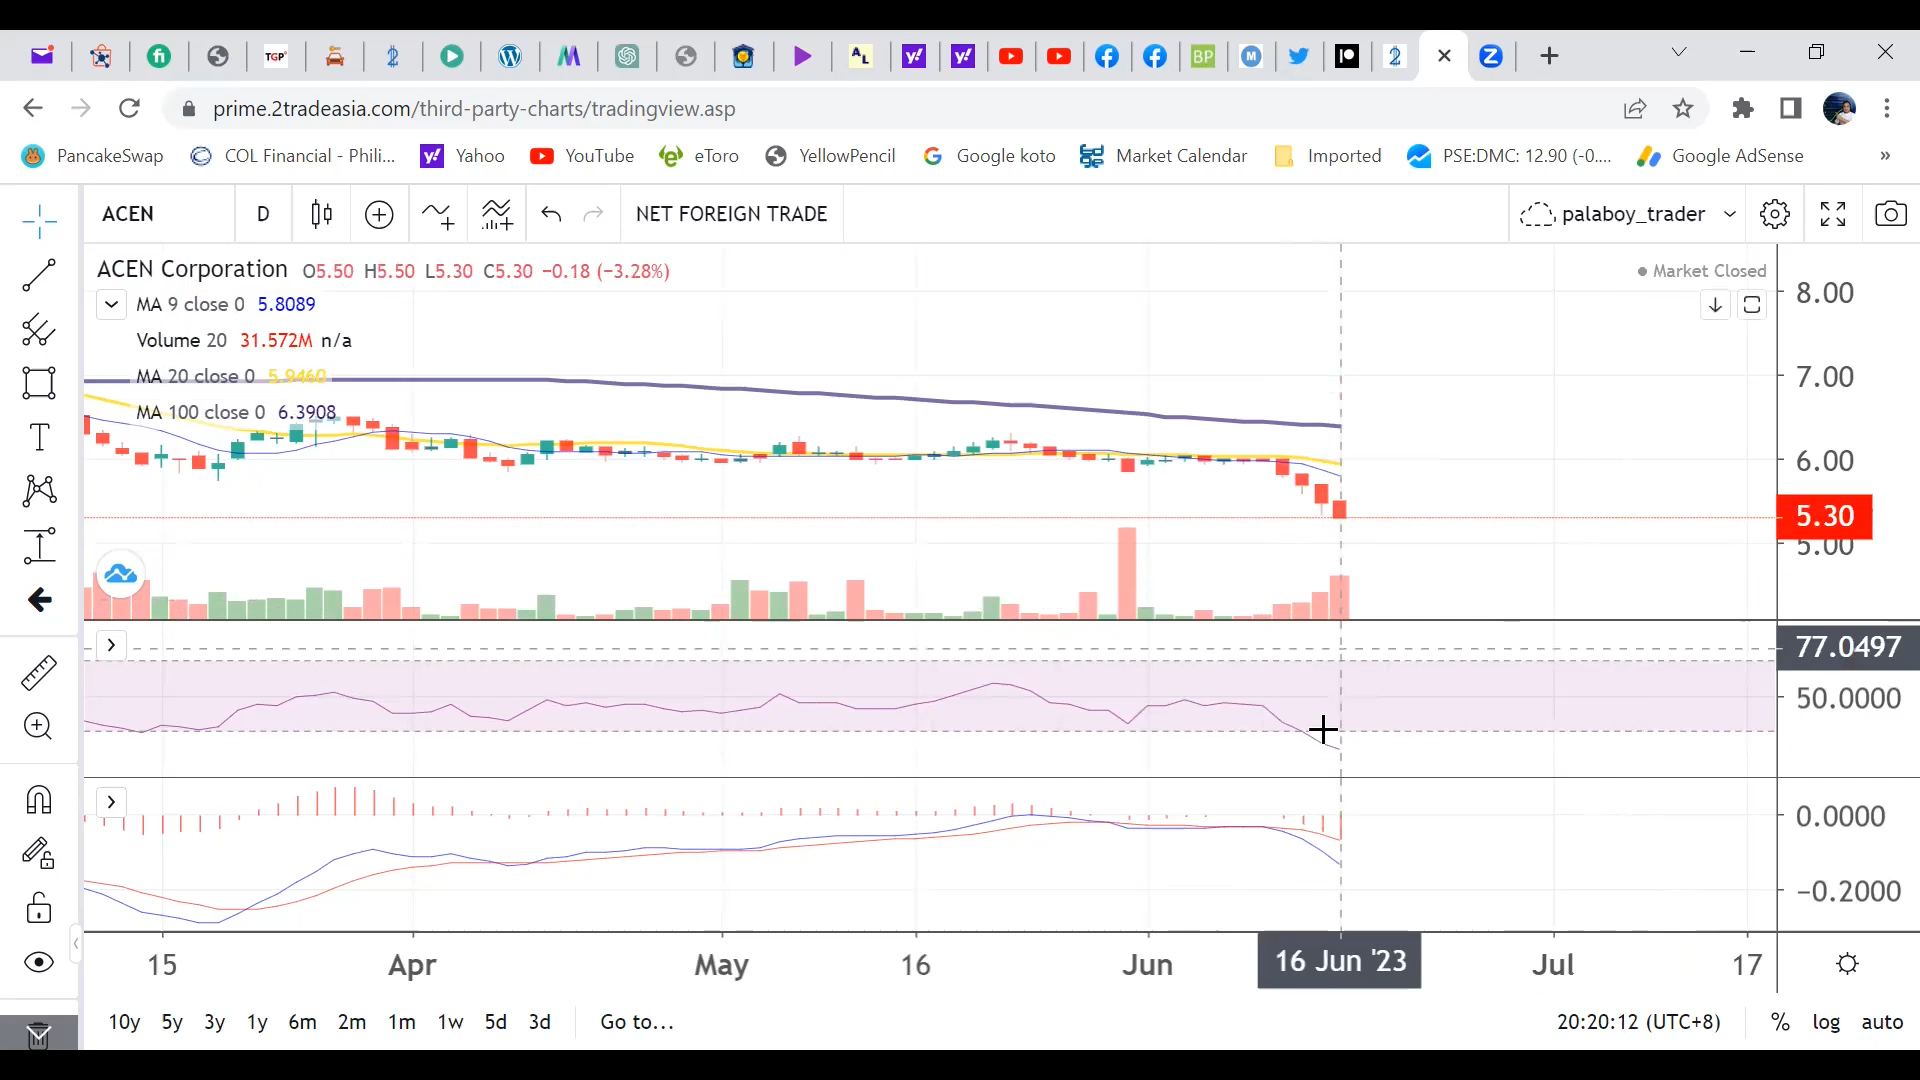 TGP
A L
BP
M
prime.2tradeasia.com/third-party-charts/tradingview.asp
PancakeSwap
COL Financial - Phili...
Yahoo
YouTube
eToro
YellowPencil
Google koto
Market Calendar
Imported
PSE:DMC: 12.90 (-0....
Google AdSense
»
ACEN
D
NET FOREIGN TRADE
palaboy_trader
ACEN Corporation O5.50 H5.50 L5.30 C5.30 −0.18 (−3.28%)
Market Closed
MA 9 close 0 5.8089
Volume 20 31.572M n/a
MA 20 close 0 5.9460
MA 100 close 0 6.3908
8.00
7.00
6.00
5.30
5.00
77.0497
50.0000
0.0000
−0.2000
15
Apr
May
16
Jun
16 Jun '23
Jul
17
10y 5y 3y 1y 6m 2m 1m 1w 5d 3d Go to...
20:20:12 (UTC+8) % log auto